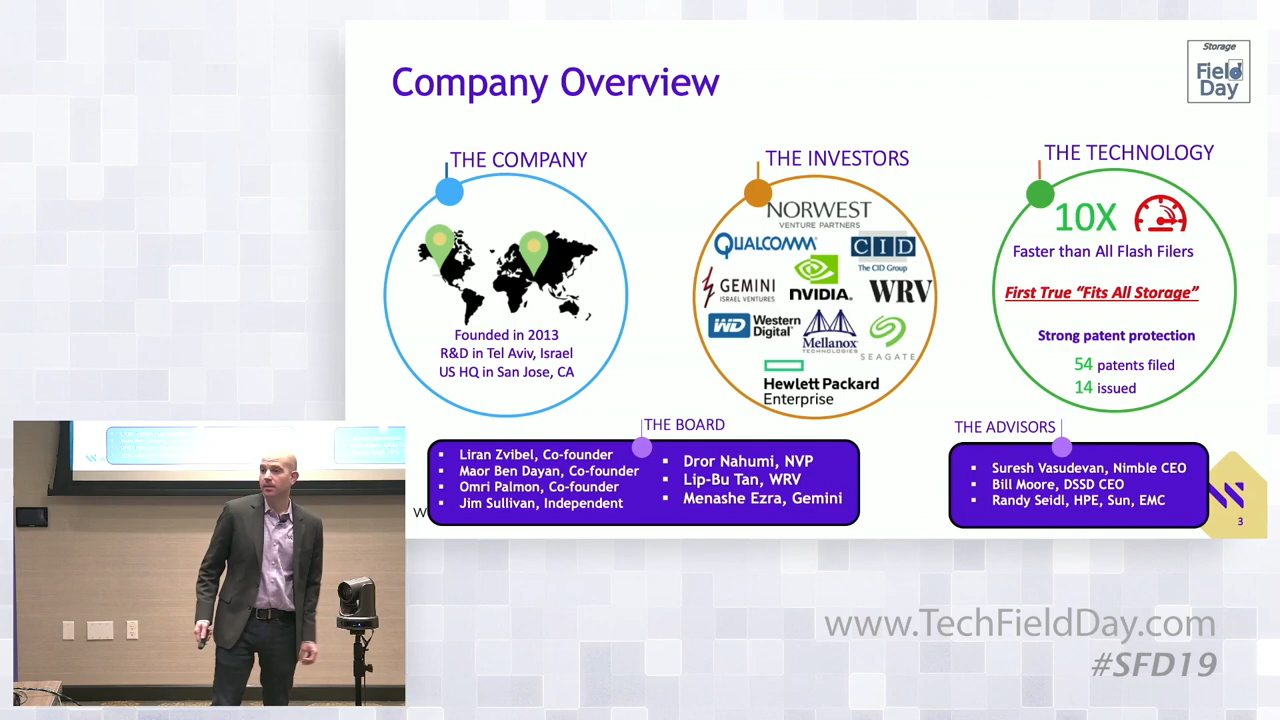 Company Overview
Storage
Field
Day
THE COMPANY
Founded in 2013
R&D in Tel Aviv, Israel
US HQ in San Jose, CA
THE INVESTORS
NORWEST
VENTURE PARTNERS
QUALCOMM
CID
The CID Group
GEMINI
ISRAEL VENTURES
NVIDIA.
WRV
WD Western
Digital
Mellanox
TECHNOLOGIES
SEAGATE
Hewlett Packard
Enterprise
THE TECHNOLOGY
10X
Faster than All Flash Filers
First True “Fits All Storage”
Strong patent protection
54 patents filed
14 issued
THE BOARD
▪ Liran Zvibel, Co-founder
▪ Maor Ben Dayan, Co-founder
▪ Omri Palmon, Co-founder
▪ Jim Sullivan, Independent
▪ Dror Nahumi, NVP
▪ Lip-Bu Tan, WRV
▪ Menashe Ezra, Gemini
THE ADVISORS
▪ Suresh Vasudevan, Nimble CEO
▪ Bill Moore, DSSD CEO
▪ Randy Seidl, HPE, Sun, EMC
3
www.TechFieldDay.com
#SFD19